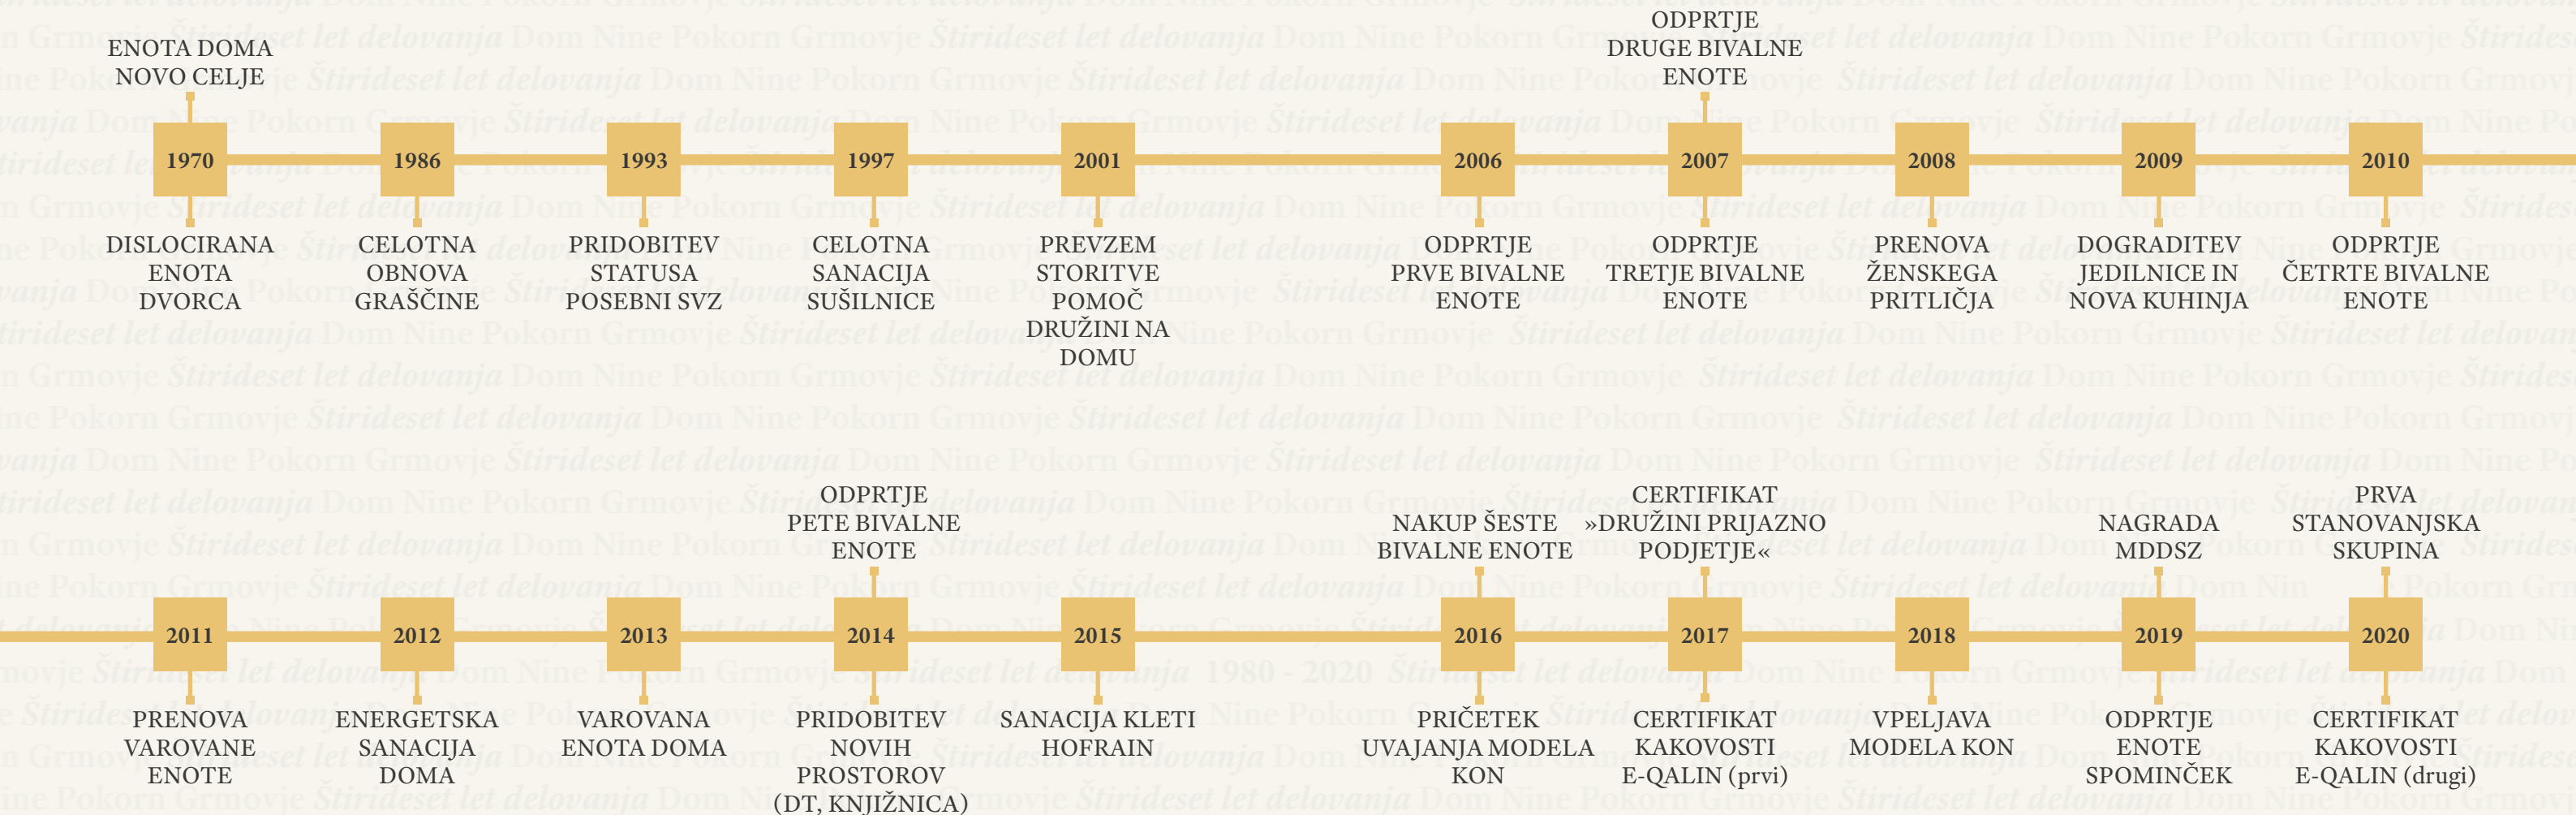 ENOTA DOMA
NOVO CELJE
1970
DISLOCIRANA
ENOTA
DVORCA
1986
CELOTNA
OBNOVA
GRAŠČINE
1993
PRIDOBITEV
STATUSA
POSEBNI SVZ
1997
CELOTNA
SANACIJA
SUŠILNICE
2001
PREVZEM
STORITVE
POMOČ
DRUŽINI NA
DOMU
2006
ODPRTJE
PRVE BIVALNE
ENOTE
ODPRTJE
DRUGE BIVALNE
ENOTE
2007
ODPRTJE
TRETJE BIVALNE
ENOTE
2008
PRENOVA
ŽENSKEGA
PRITLIČJA
2009
DOGRADITEV
JEDILNICE IN
NOVA KUHINJA
2010
ODPRTJE
ČETRTE BIVALNE
ENOTE
2011
PRENOVA
VAROVANE
ENOTE
2012
ENERGETSKA
SANACIJA
DOMA
2013
VAROVANA
ENOTA DOMA
ODPRTJE
PETE BIVALNE
ENOTE
2014
PRIDOBITEV
NOVIH
PROSTOROV
(DT, KNJIŽNICA)
2015
SANACIJA KLETI
HOFRAIN
NAKUP ŠESTE
BIVALNE ENOTE
2016
PRIČETEK
UVAJANJA MODELA
KON
CERTIFIKAT
»DRUŽINI PRIJAZNO
PODJETJE«
2017
CERTIFIKAT
KAKOVOSTI
E-QALIN (prvi)
2018
VPELJAVA
MODELA KON
NAGRADA
MDDSZ
2019
ODPRTJE
ENOTE
SPOMINČEK
PRVA
STANOVANJSKA
SKUPINA
2020
CERTIFIKAT
KAKOVOSTI
E-QALIN (drugi)